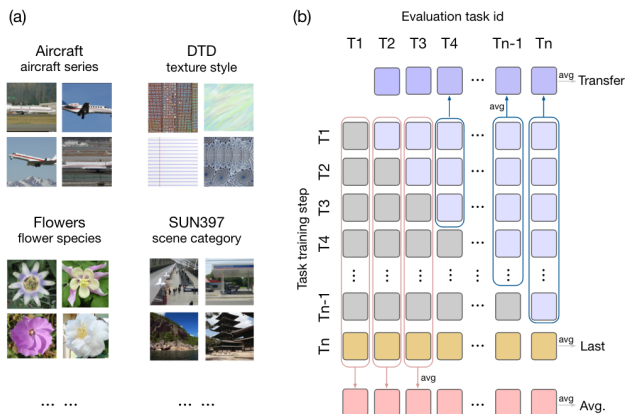 (a)
Aircraft
aircraft series
DTD
texture style
Flowers
flower species
SUN397
scene category
... ...
... ...
(b)
Evaluation task id
T1 T2 T3 T4 ... Tn-1 Tn
... avg Transfer
avg
Task training step
T1 ...
T2 ...
T3 ...
T4 ...
... ... ... ... ... ... ...
Tn-1 ...
Tn ... avg Last
avg
... avg Avg.